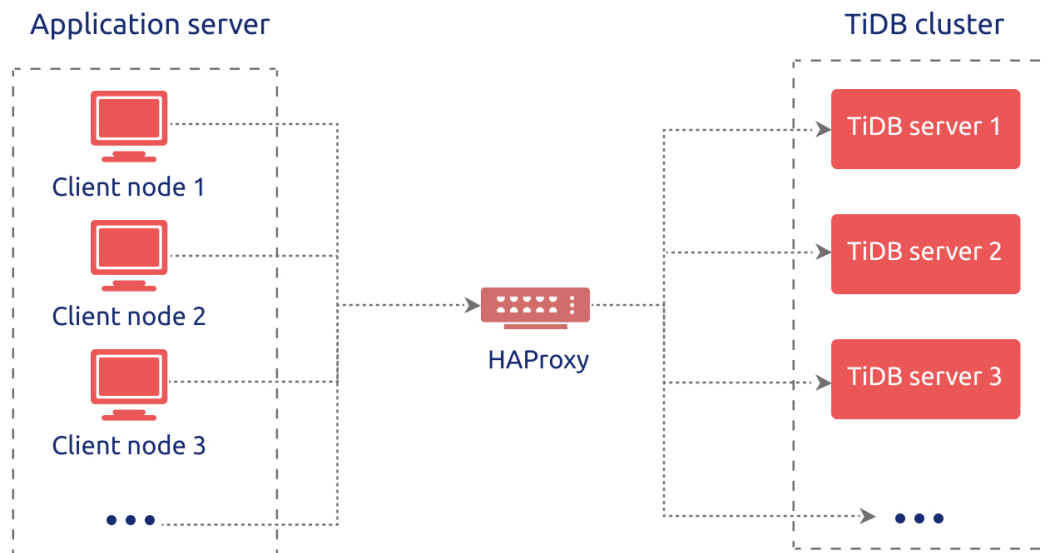 Application server
TiDB cluster
Client node 1
Client node 2
Client node 3
...
HAProxy
TiDB server 1
TiDB server 2
TiDB server 3
...